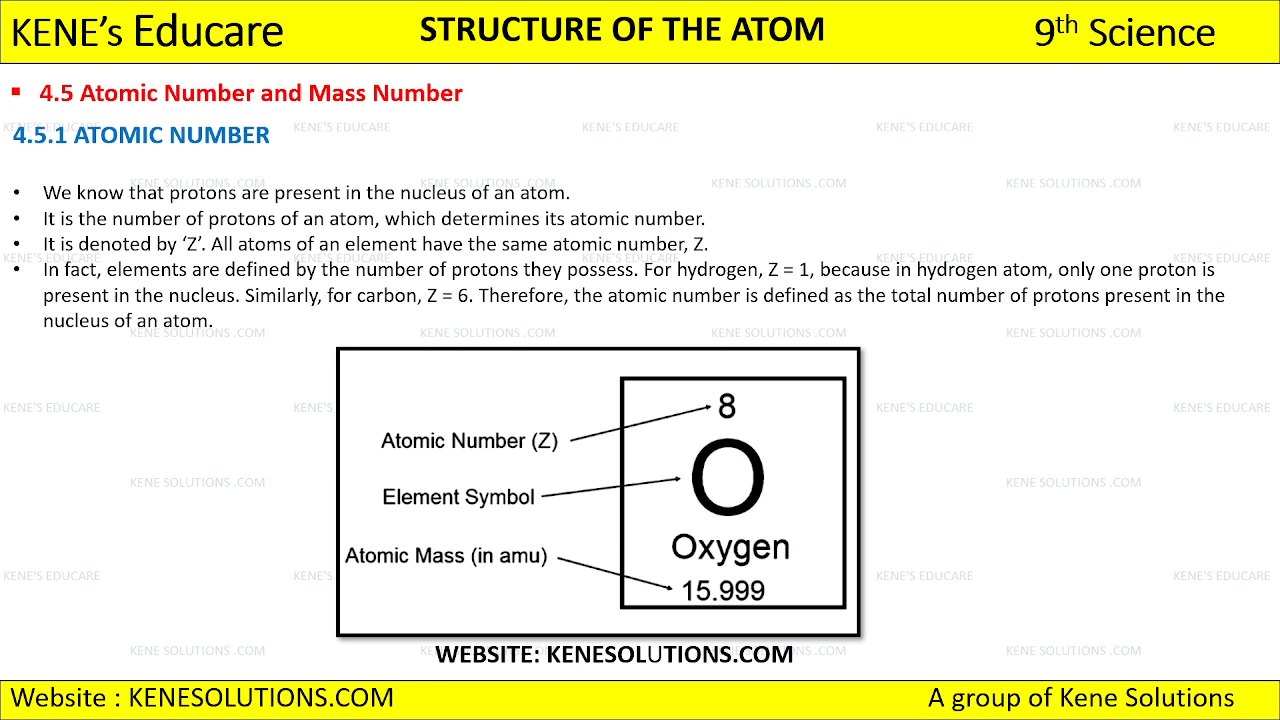 KENE's Educare
STRUCTURE OF THE ATOM
9th Science
▪ 4.5 Atomic Number and Mass Number
4.5.1 ATOMIC NUMBER
• We know that protons are present in the nucleus of an atom.
• It is the number of protons of an atom, which determines its atomic number.
• It is denoted by ‘Z’. All atoms of an element have the same atomic number, Z.
• In fact, elements are defined by the number of protons they possess. For hydrogen, Z = 1, because in hydrogen atom, only one proton is
present in the nucleus. Similarly, for carbon, Z = 6. Therefore, the atomic number is defined as the total number of protons present in the
nucleus of an atom.
8
Atomic Number (Z)
O
Element Symbol
Oxygen
Atomic Mass (in amu)
15.999
WEBSITE: KENESOLUTIONS.COM
Website : KENESOLUTIONS.COM
A group of Kene Solutions
KENE'S EDUCARE
KENE SOLUTIONS .COM